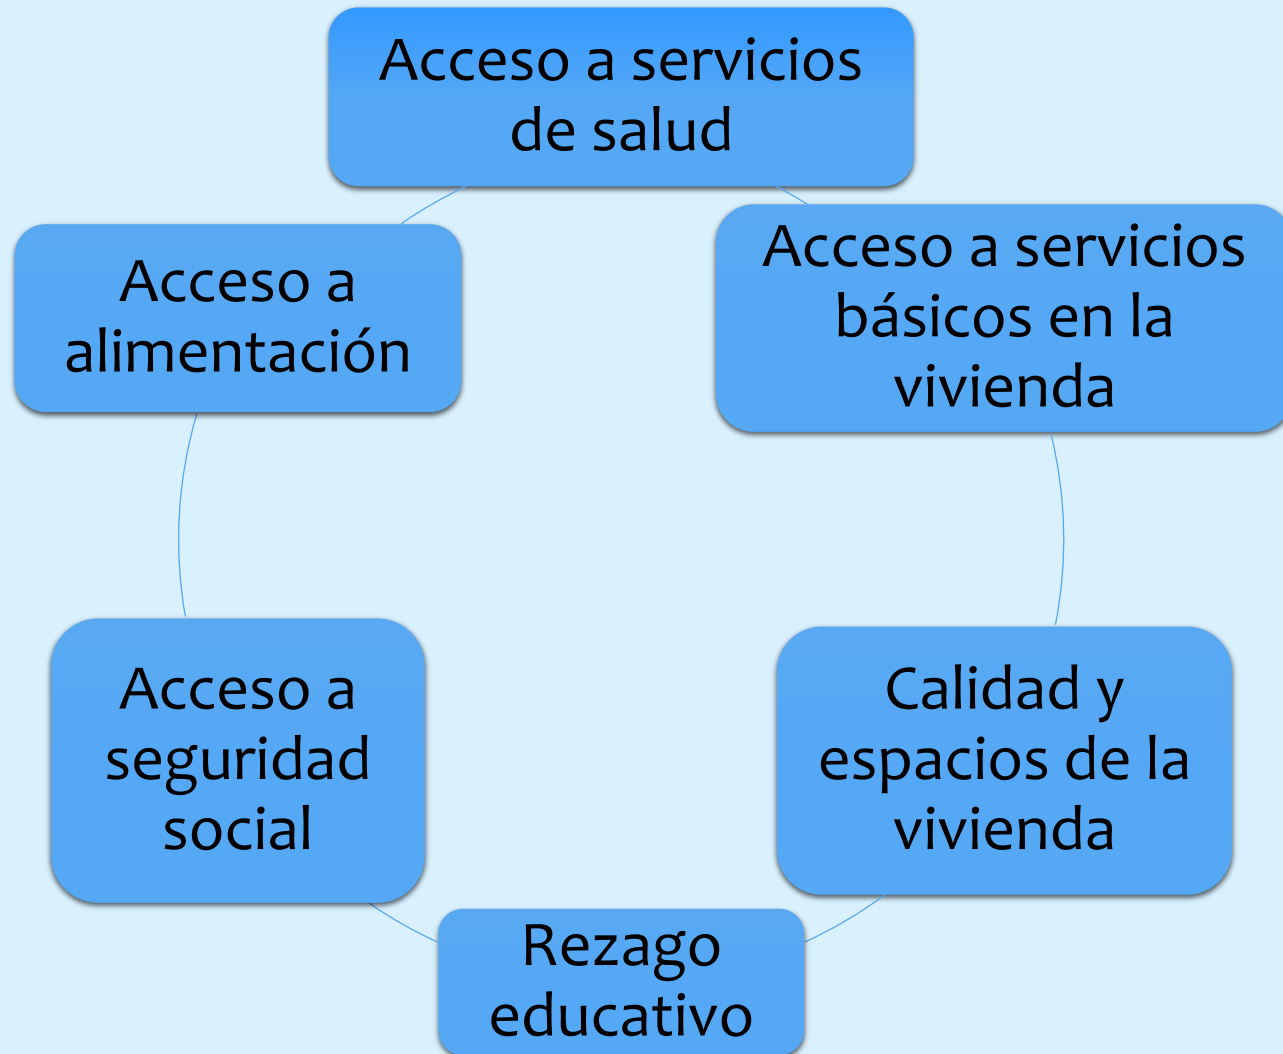 Acceso a servicios
de salud
Acceso a servicios
básicos en la
vivienda
Calidad y
espacios de la
vivienda
Rezago
educativo
Acceso a
seguridad
social
Acceso a
alimentación